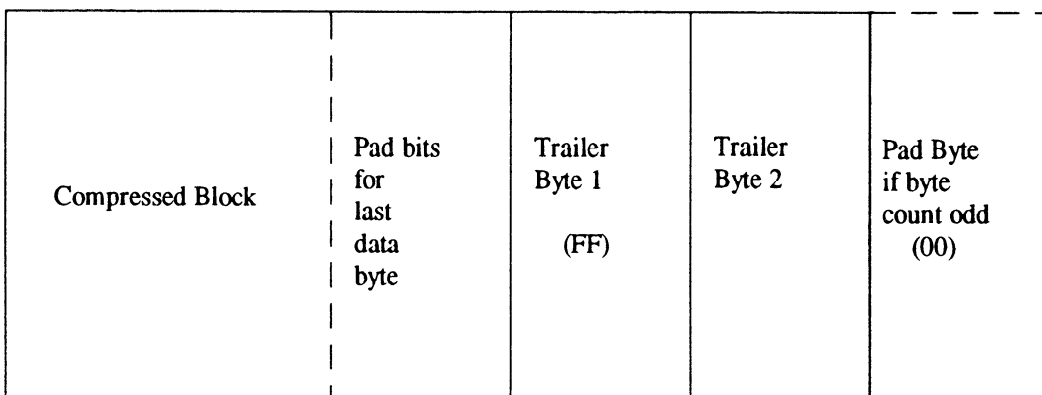 Compressed Block
Pad bits
for
last
data
byte
Trailer
Byte 1
(FF)
Trailer
Byte 2
Pad Byte
if byte
count odd
(00)